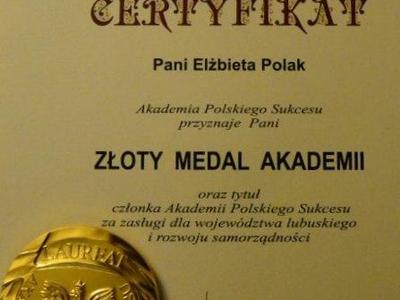 CERTYFIKAT
Pani Elżbieta Polak
Akademia Polskiego Sukcesu
przyznaje Pani
ZŁOTY MEDAL AKADEMII
oraz tytuł
członka Akademii Polskiego Sukcesu
za zasługi dla województwa lubuskiego
i rozwoju samorządności
LAUREAT